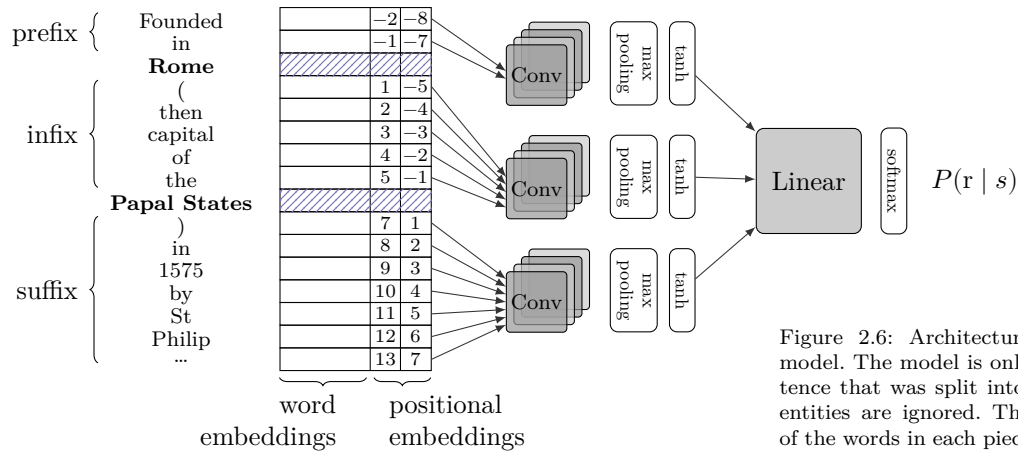 prefix
Founded
in
Rome
infix
(
then
capital
of
the
Papal States
suffix
)
in
1575
by
St
Philip
...
−2 −8
−1 −7
1 −5
2 −4
3 −3
4 −2
5 −1
7 1
8 2
9 3
10 4
11 5
12 6
13 7
word
embeddings
positional
embeddings
Conv
max
pooling
tanh
Conv
max
pooling
tanh
Conv
max
pooling
tanh
Linear
softmax
P(r | s)
Figure 2.6: Architectur
model. The model is onl
tence that was split into
entities are ignored. Th
of the words in each piec